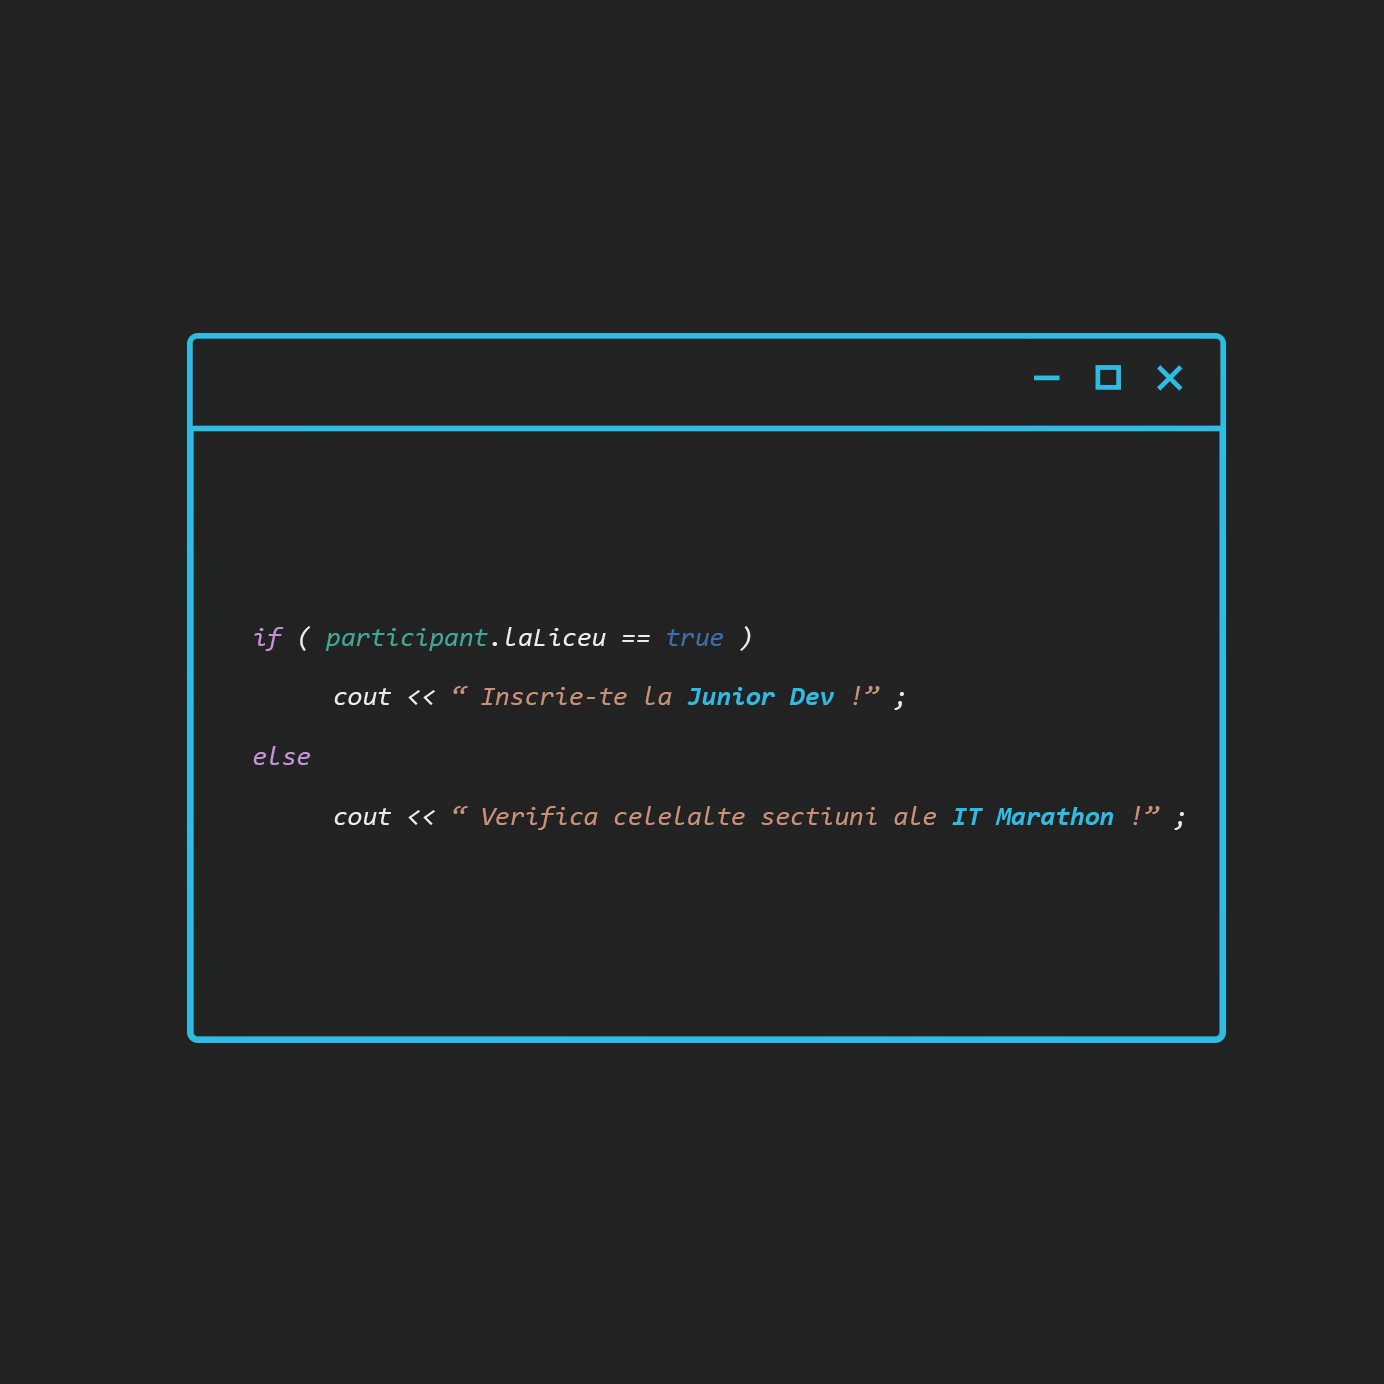 if ( participant.laLiceu == true )
cout << “ Inscrie-te la Junior Dev !” ;
else
cout << “ Verifica celelalte sectiuni ale IT Marathon !” ;